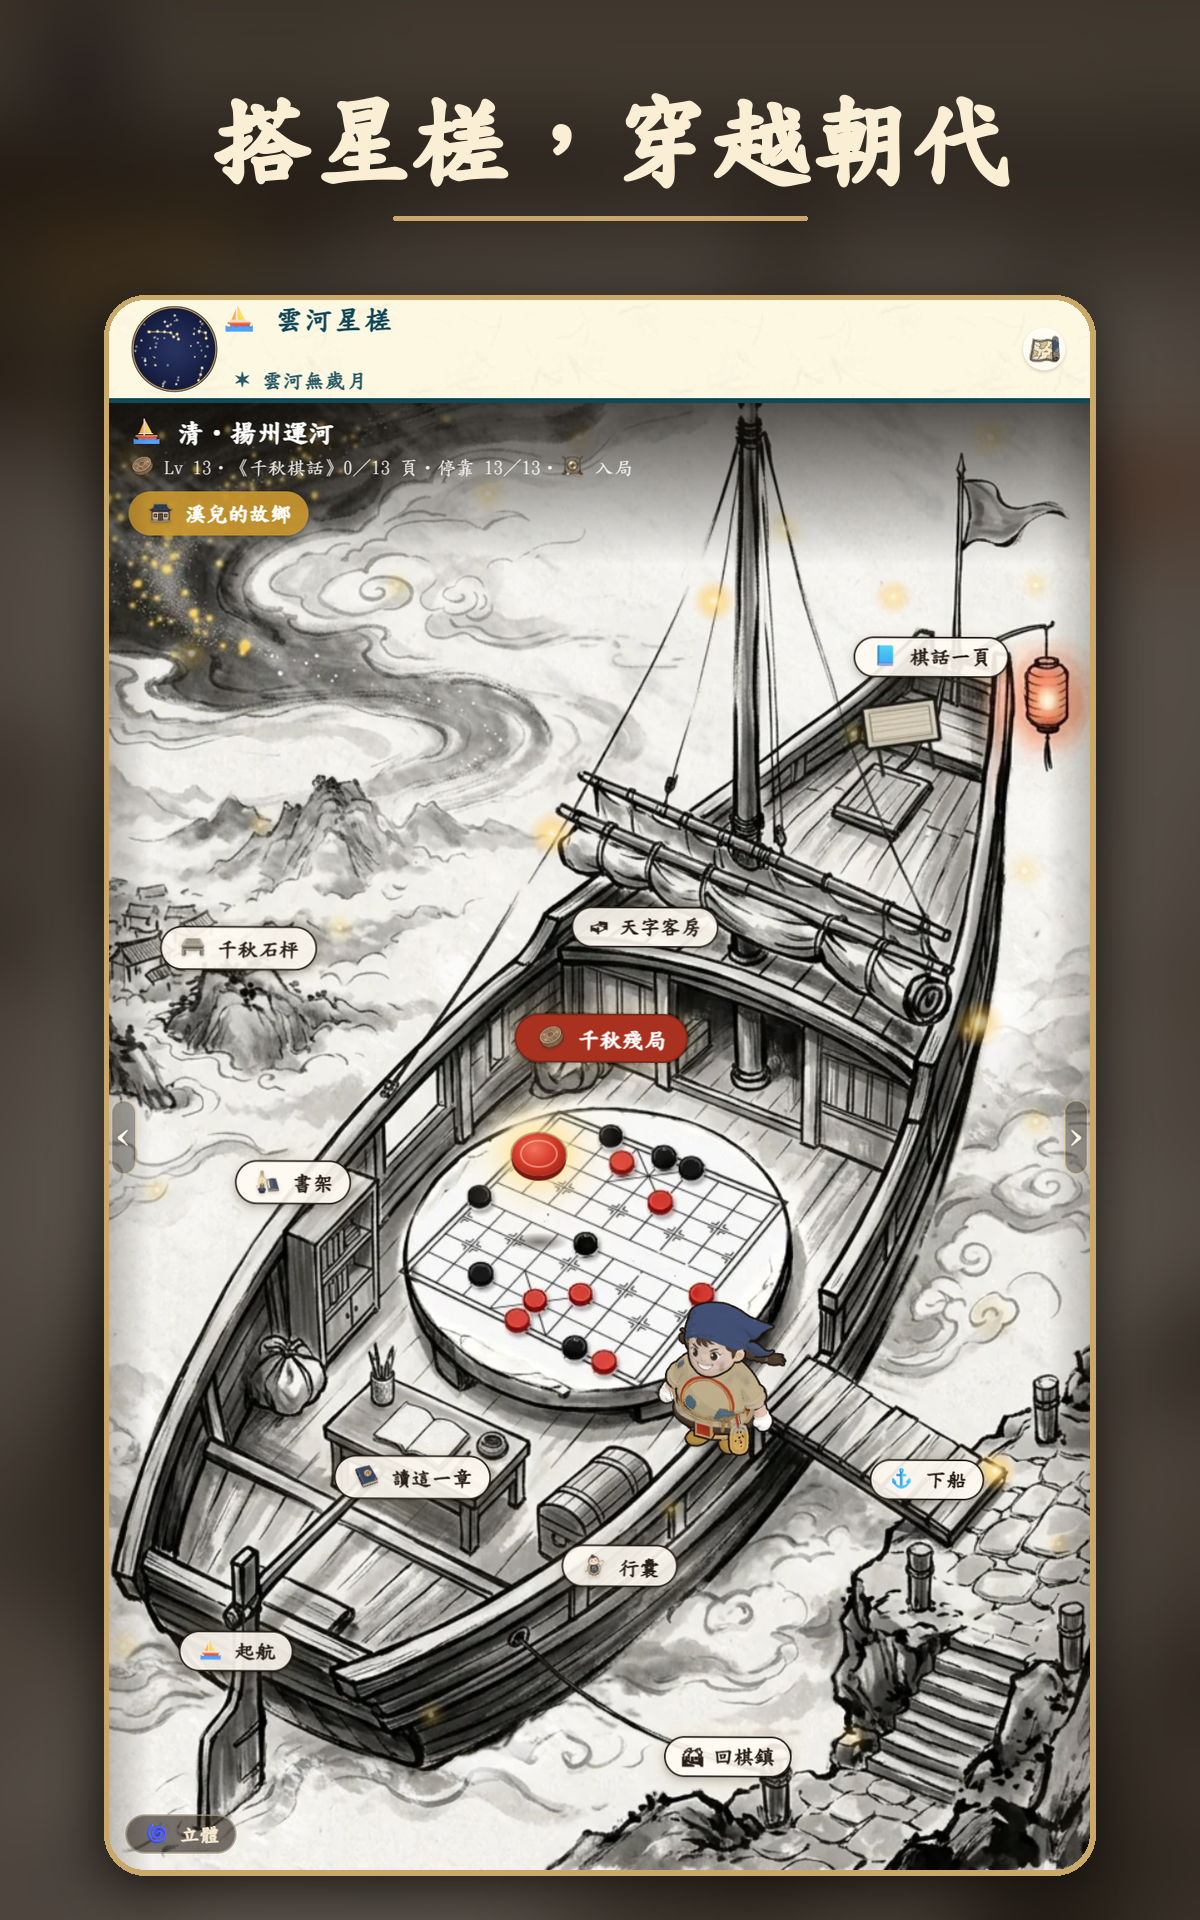 搭星槎，穿越朝代
雲河星槎
✶ 雲河無歲月
清・揚州運河
Lv 13・《千秋棋話》0／13 頁・停靠 13／13・ 入局
溪兒的故鄉
棋話一頁
天字客房
千秋石枰
千秋殘局
書架
讀這一章
下船
行囊
起航
回棋鎮
立體